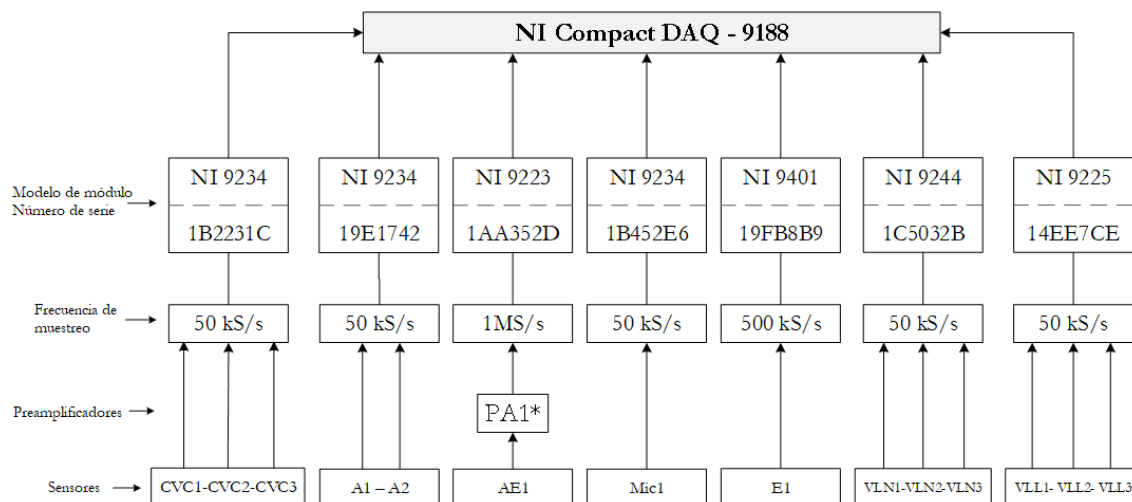 NI Compact DAQ - 9188
Modelo de módulo
Número de serie
NI 9234
NI 9234
NI 9223
NI 9234
NI 9401
NI 9244
NI 9225
1B2231C
19E1742
1AA352D
1B452E6
19FB8B9
1C5032B
14EE7CE
Frecuencia de
muestreo
50 kS/s
50 kS/s
1MS/s
50 kS/s
500 kS/s
50 kS/s
50 kS/s
Preamplificadores
PA1*
Sensores
CVC1-CVC2-CVC3
A1 – A2
AE1
Mic1
E1
VLN1-VLN2-VLN3
VLL1- VLL2- VLL3